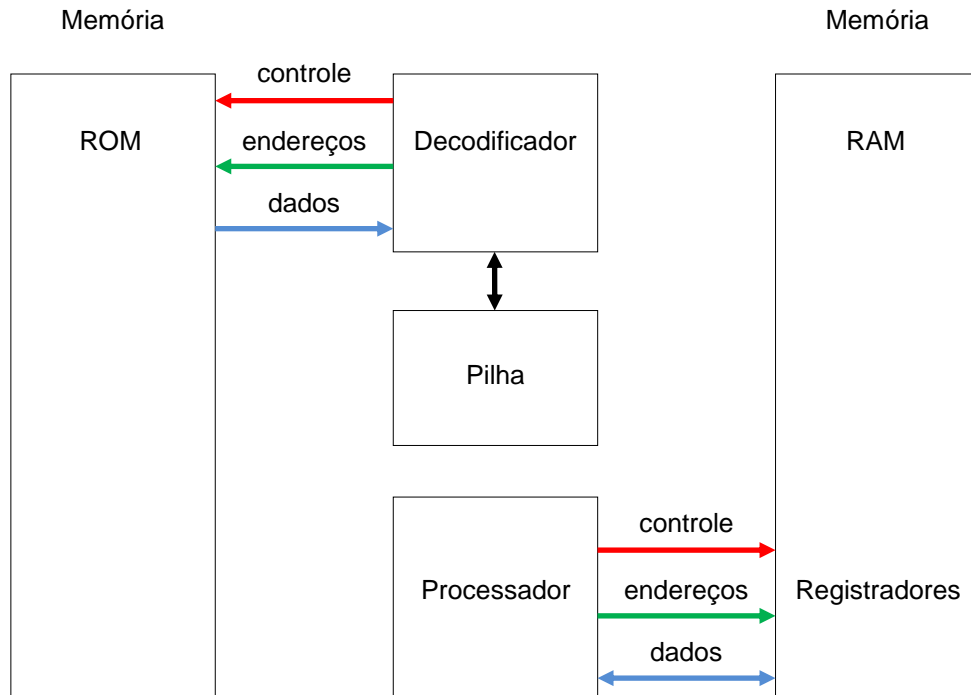 Memória
Memória
controle
ROM
endereços
Decodificador
RAM
dados
Pilha
controle
Processador
endereços
Registradores
dados